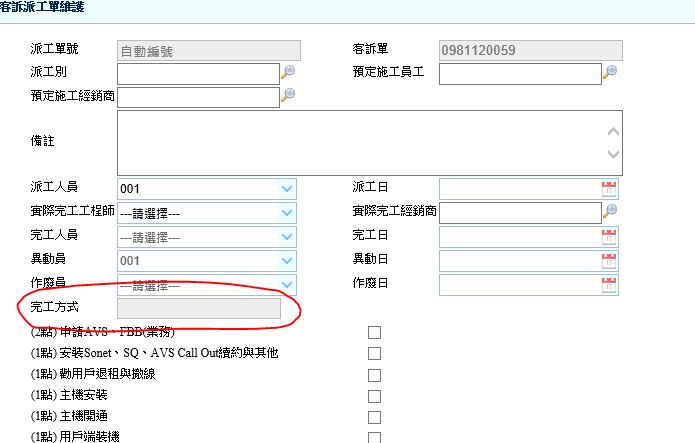 客訴派工單維護
派工單號 自動編號 客訴單 0981120059
派工別 預定施工員工
預定施工經銷商
備註
派工人員 001 派工日
實際完工工程師 ---請選擇--- 實際完工經銷商
完工人員 ---請選擇--- 完工日
異動員 001 異動日
作廢員 ---請選擇--- 作廢日
完工方式
(2點) 申請AVS、FBB(業務)
(1點) 安裝Sonet、SQ、AVS Call Out續約與其他
(1點) 勸用戶退租與撤線
(1點) 主機安裝
(1點) 主機開通
(1點) 用戶端裝機